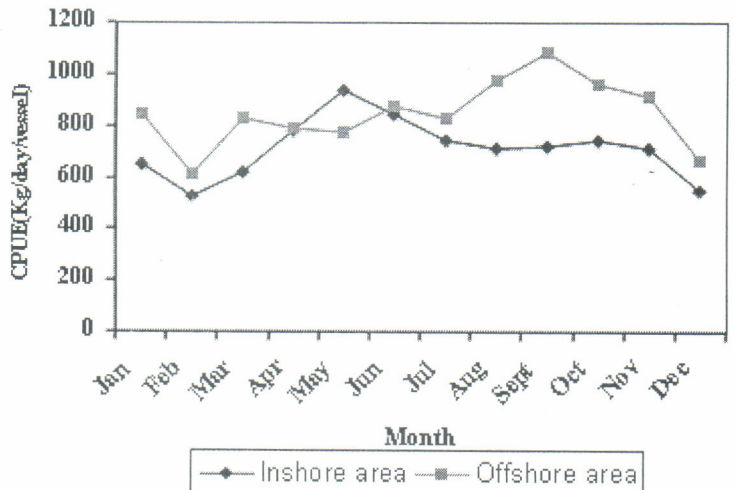 1200
1000
800
600
400
200
0
CPUE(Kg/day/vessel)
Jan Feb Mar Apr May Jun Jul Aug Sept Oct Nov Dec
Month
Inshore area Offshore area